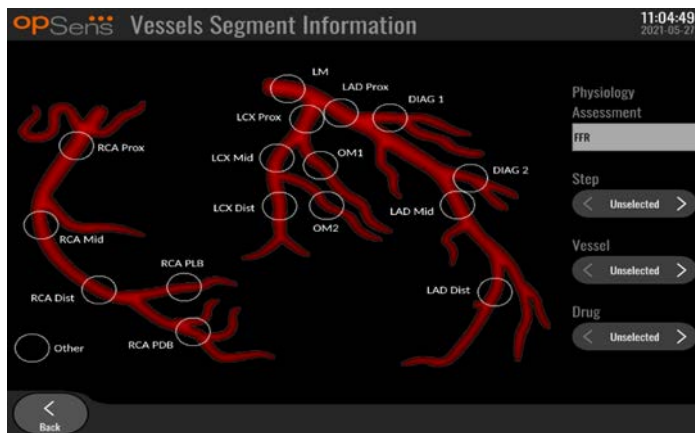 opSens Vessels Segment Information
11:04:49
2021-05-27
LM
LAD Prox
DIAG 1
LCX Prox
RCA Prox
LCX Mid
OM1
DIAG 2
LCX Dist
OM2
LAD Mid
RCA Mid
RCA PLB
RCA Dist
LAD Dist
RCA PDB
Other
Physiology
Assessment
FFR
Step
< Unselected >
Vessel
< Unselected >
Drug
< Unselected >
<
Back